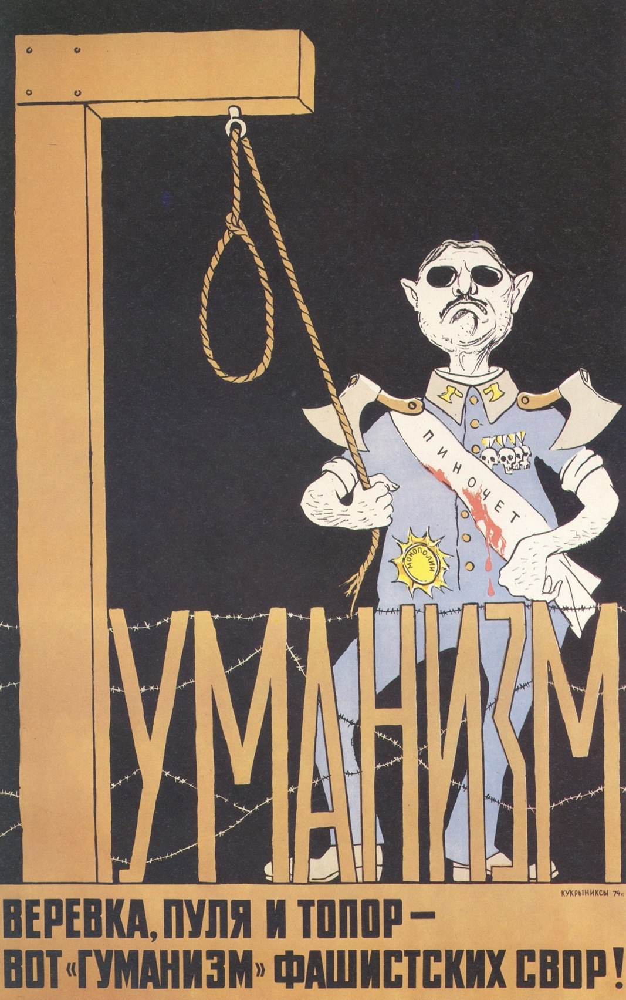 ПИНОЧЕТ
МОНОПОЛИИ
ГУМАНИЗМ
КУКРЫНИКСЫ 74г.
ВЕРЕВКА, ПУЛЯ И ТОПОР –
ВОТ «ГУМАНИЗМ» ФАШИСТСКИХ СВОР!